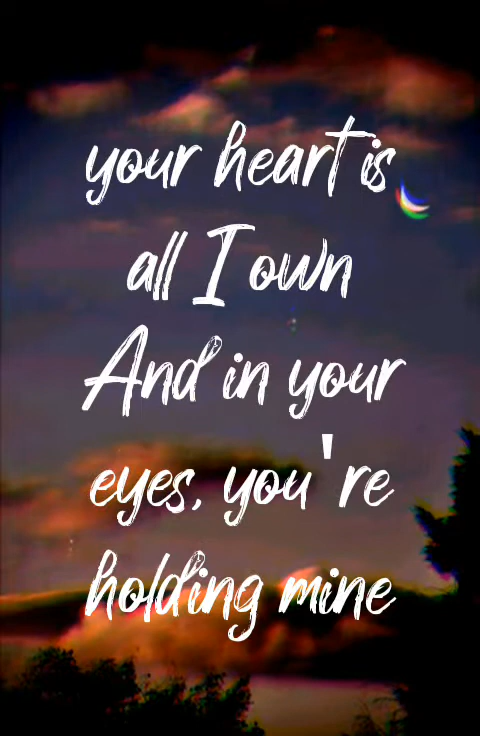 your heart is
all I own
And in your
eyes, you're
holding mine